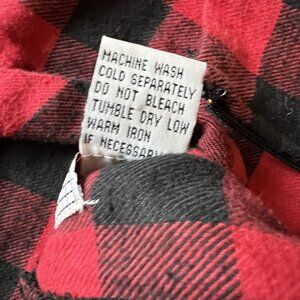 MACHINE WASH
COLD SEPARATELY
DO NOT BLEACH
TUMBLE DRY LOW
WARM IRON
IF NECESSARY